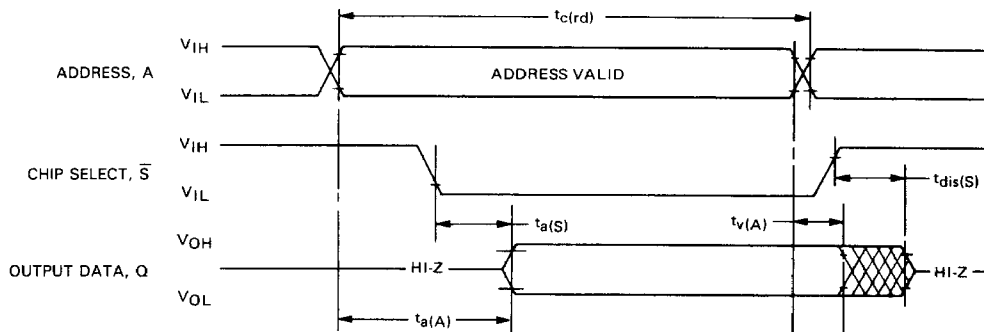 tc(rd)
VIH
ADDRESS, A
ADDRESS VALID
VIL
VIH
CHIP SELECT, S̅
VIL
tdis(S)
ta(S)
tv(A)
VOH
OUTPUT DATA, Q
HI-Z
HI-Z
VOL
ta(A)